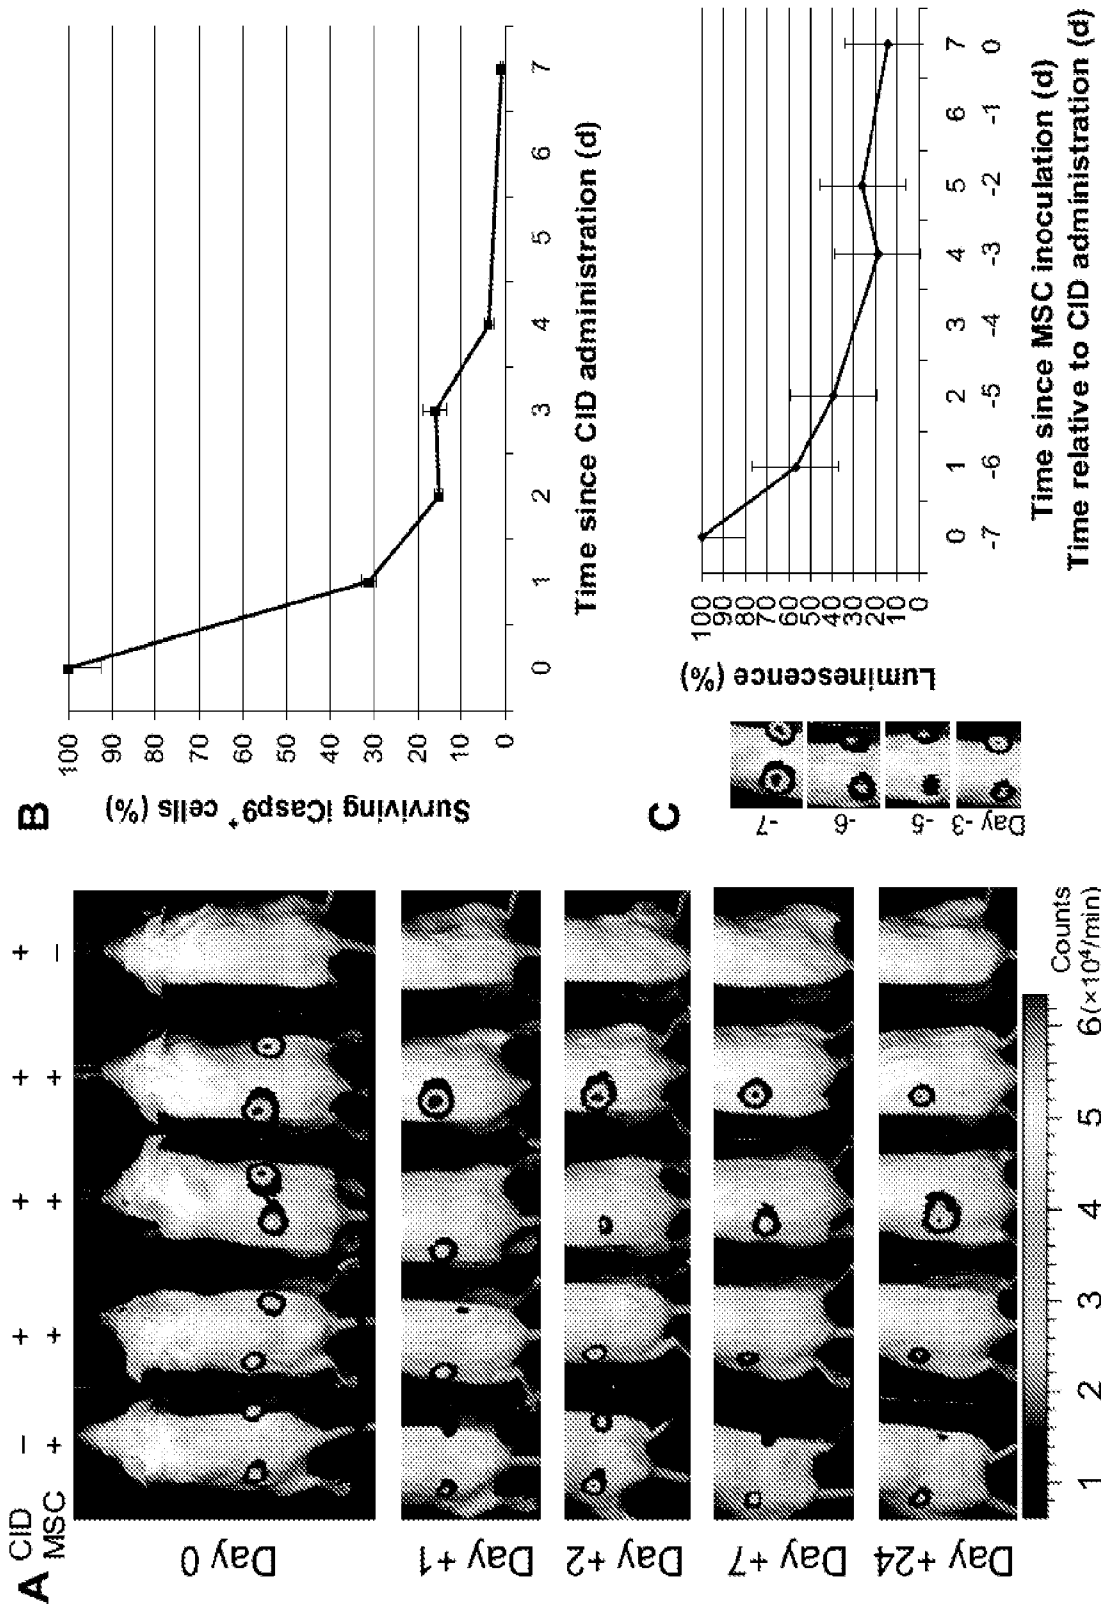 A
CID − + + + +
MSC + + + + −
Day 0
Day +1
Day +2
Day +7
Day +24
1 2 3 4 5 6
Counts
(×10⁴/min)
B
Surviving iCasp9⁺ cells (%)
100
90
80
70
60
50
40
30
20
10
0
0 1 2 3 4 5 6 7
Time since CID administration (d)
C
-7
-6
-5
Day -3
Luminescence (%)
100
90
80
70
60
50
40
30
20
10
0
0 1 2 3 4 5 6 7
-7 -6 -5 -4 -3 -2 -1 0
Time since MSC inoculation (d)
Time relative to CID administration (d)